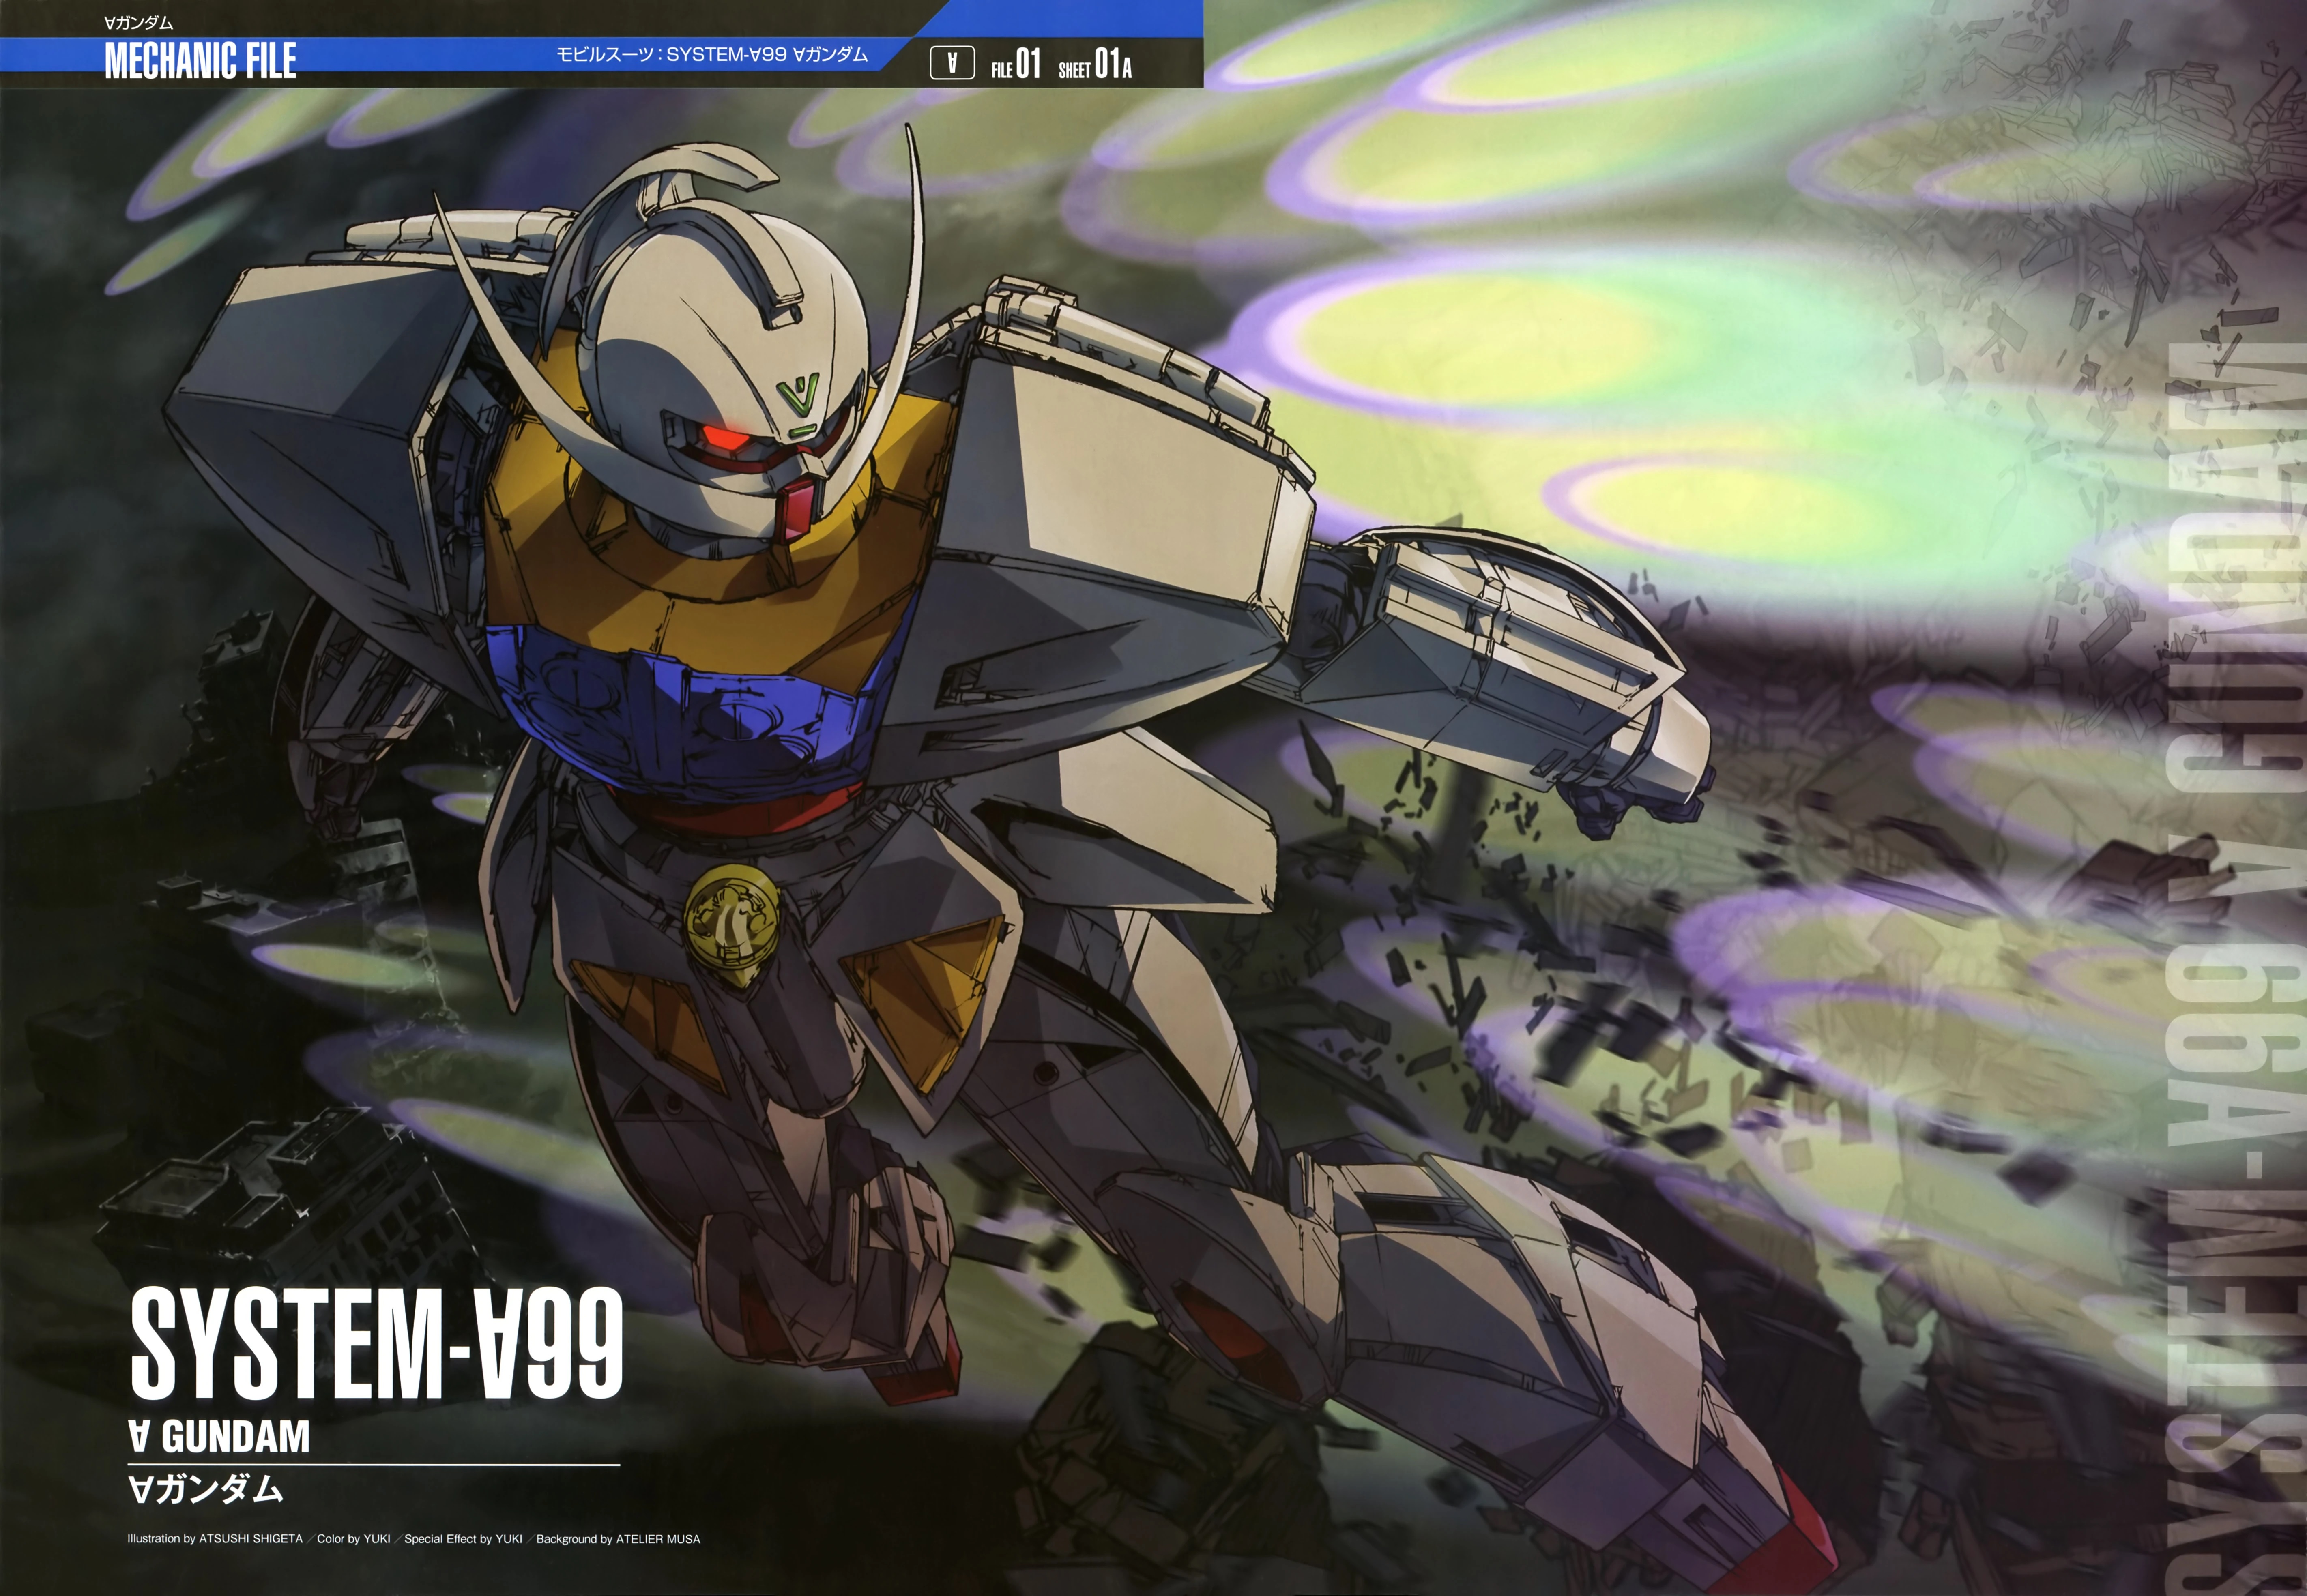 ∀ガンダム
MECHANIC FILE
モビルスーツ：SYSTEM-∀99 ∀ガンダム
∀ FILE 01 SHEET 01A
SYSTEM-∀99 ∀ GUNDAM
SYSTEM-∀99
∀ GUNDAM
∀ガンダム
Illustration by ATSUSHI SHIGETA／Color by YUKI／Special Effect by YUKI／Background by ATELIER MUSA